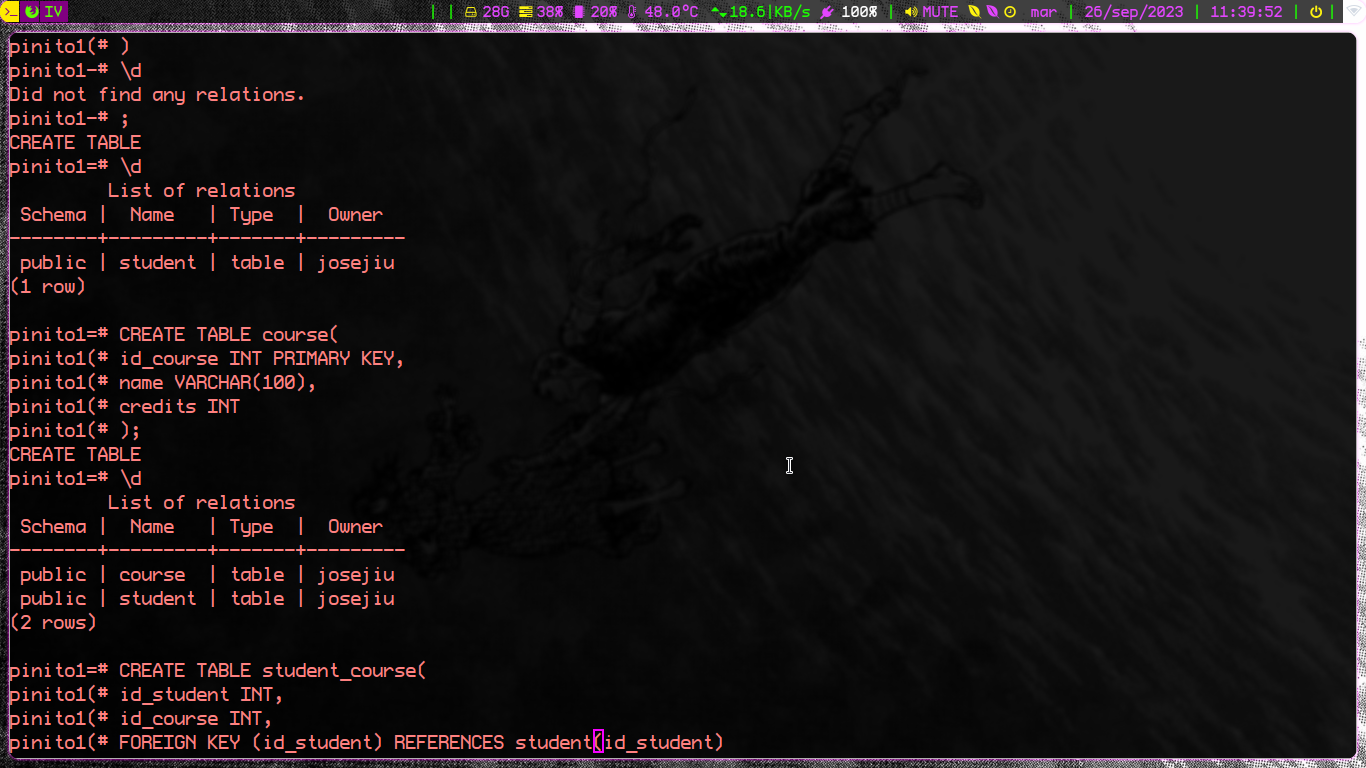 >_ IV | | 28G 38% 20% 48.0°C 18.6|KB/s 100% | MUTE mar | 26/sep/2023 | 11:39:52 | |
pinito1(# )
pinito1-# \d
Did not find any relations.
pinito1-# ;
CREATE TABLE
pinito1=# \d
List of relations
Schema | Name | Type | Owner
--------+---------+-------+---------
public | student | table | josejiu
(1 row)
pinito1=# CREATE TABLE course(
pinito1(# id_course INT PRIMARY KEY,
pinito1(# name VARCHAR(100),
pinito1(# credits INT
pinito1(# );
CREATE TABLE
pinito1=# \d
List of relations
Schema | Name | Type | Owner
--------+---------+-------+---------
public | course | table | josejiu
public | student | table | josejiu
(2 rows)
pinito1=# CREATE TABLE student_course(
pinito1(# id_student INT,
pinito1(# id_course INT,
pinito1(# FOREIGN KEY (id_student) REFERENCES student(id_student)